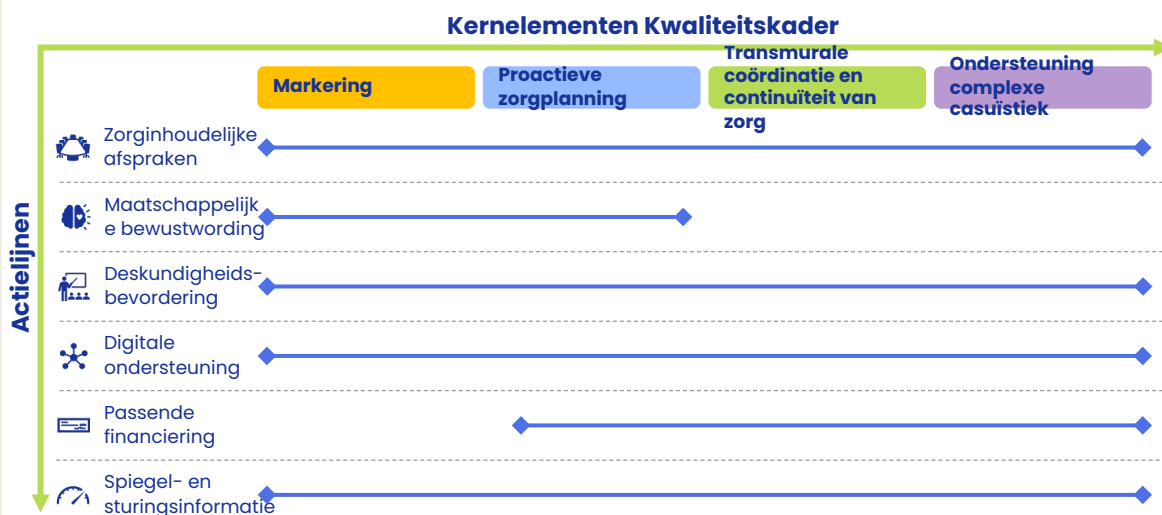 Kernelementen Kwaliteitskader
Markering
Proactieve
zorgplanning
Transmurale
coördinatie en
continuïteit van
zorg
Ondersteuning
complexe
casuïstiek
Actielijnen
Zorginhoudelijke
afspraken
Maatschappelijk
e bewustwording
Deskundigheids-
bevordering
Digitale
ondersteuning
Passende
financiering
Spiegel- en
sturingsinformatie